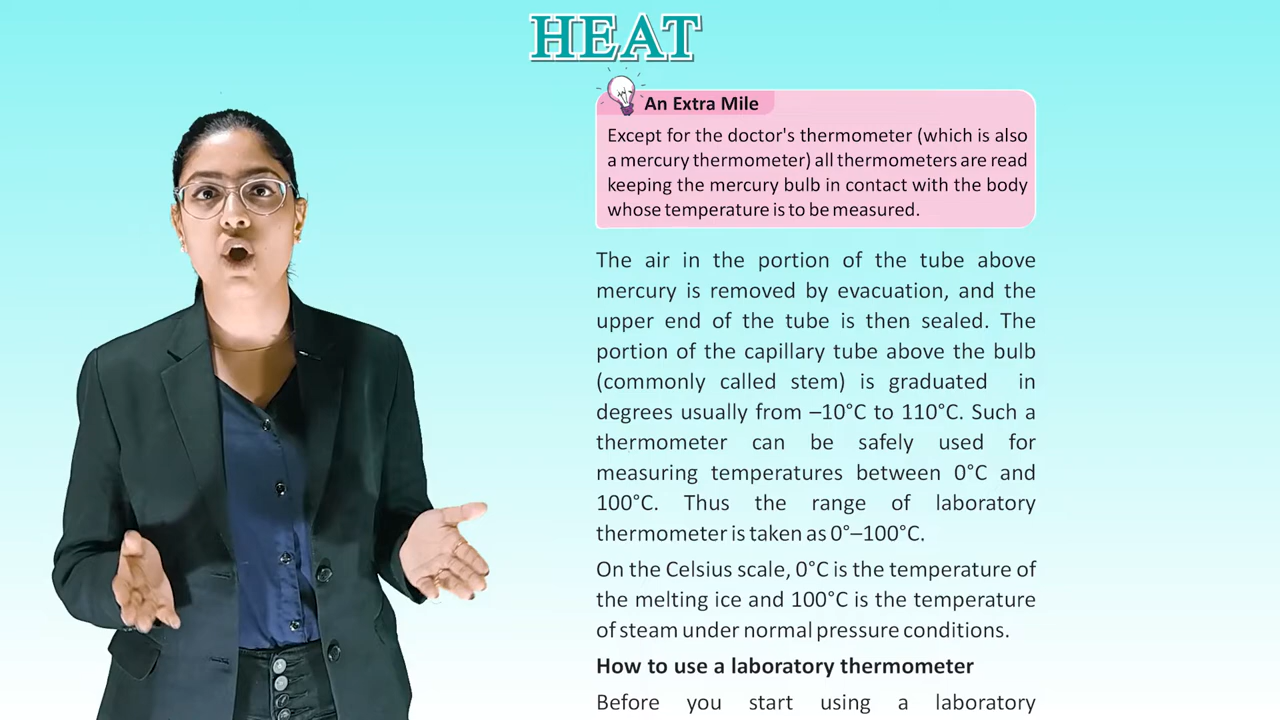 HEAT
An Extra Mile
Except for the doctor's thermometer (which is also
a mercury thermometer) all thermometers are read
keeping the mercury bulb in contact with the body
whose temperature is to be measured.
The air in the portion of the tube above
mercury is removed by evacuation, and the
upper end of the tube is then sealed. The
portion of the capillary tube above the bulb
(commonly called stem) is graduated in
degrees usually from –10°C to 110°C. Such a
thermometer can be safely used for
measuring temperatures between 0°C and
100°C. Thus the range of laboratory
thermometer is taken as 0°–100°C.
On the Celsius scale, 0°C is the temperature of
the melting ice and 100°C is the temperature
of steam under normal pressure conditions.
How to use a laboratory thermometer
Before you start using a laboratory